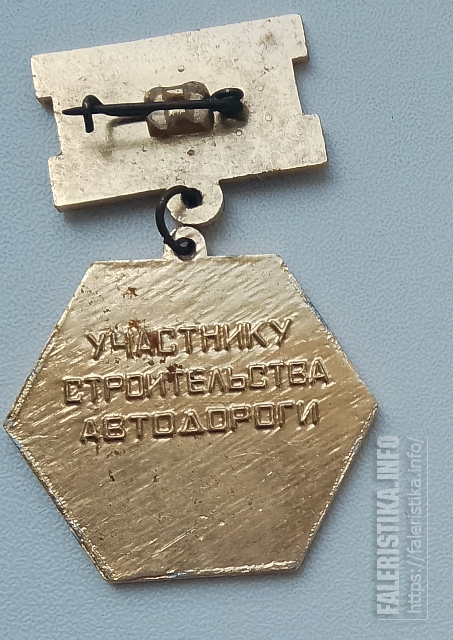 УЧАСТНИКУ
СТРОИТЕЛЬСТВА
АВТОДОРОГИ
FALERISTIKA.INFO
https://faleristika.info/